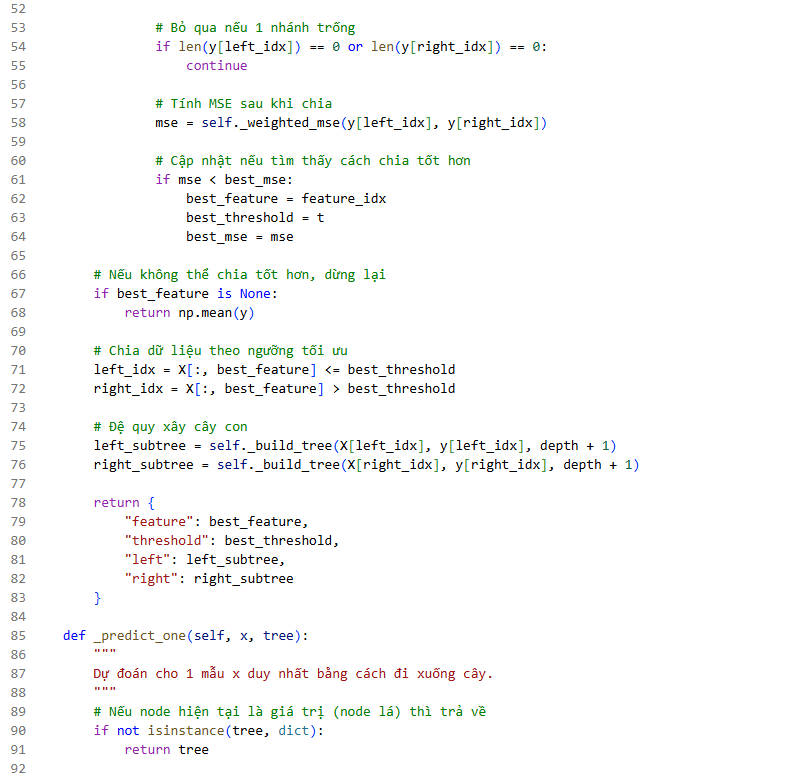 52
53 # Bỏ qua nếu 1 nhánh trống
54 if len(y[left_idx]) == 0 or len(y[right_idx]) == 0:
55 continue
56
57 # Tính MSE sau khi chia
58 mse = self._weighted_mse(y[left_idx], y[right_idx])
59
60 # Cập nhật nếu tìm thấy cách chia tốt hơn
61 if mse < best_mse:
62 best_feature = feature_idx
63 best_threshold = t
64 best_mse = mse
65
66 # Nếu không thể chia tốt hơn, dừng lại
67 if best_feature is None:
68 return np.mean(y)
69
70 # Chia dữ liệu theo ngưỡng tối ưu
71 left_idx = X[:, best_feature] <= best_threshold
72 right_idx = X[:, best_feature] > best_threshold
73
74 # Đệ quy xây cây con
75 left_subtree = self._build_tree(X[left_idx], y[left_idx], depth + 1)
76 right_subtree = self._build_tree(X[right_idx], y[right_idx], depth + 1)
77
78 return {
79 "feature": best_feature,
80 "threshold": best_threshold,
81 "left": left_subtree,
82 "right": right_subtree
83 }
84
85 def _predict_one(self, x, tree):
86 """
87 Dự đoán cho 1 mẫu x duy nhất bằng cách đi xuống cây.
88 """
89 # Nếu node hiện tại là giá trị (node lá) thì trả về
90 if not isinstance(tree, dict):
91 return tree
92